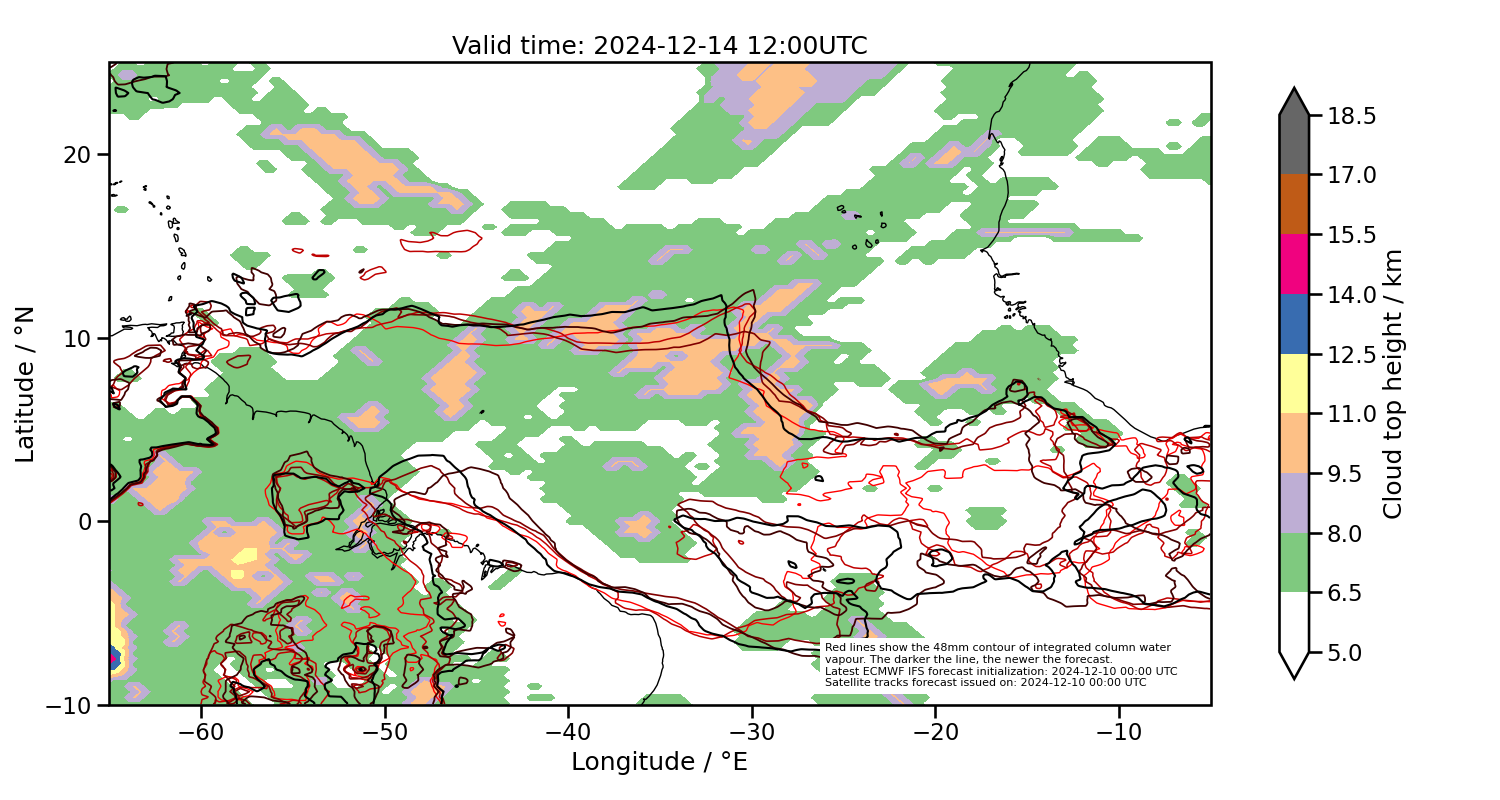 Valid time: 2024-12-14 12:00UTC
20
10
0
−10
Latitude / °N
−60
−50
−40
−30
−20
−10
Longitude / °E
Red lines show the 48mm contour of integrated column water
vapour. The darker the line, the newer the forecast.
Latest ECMWF IFS forecast initialization: 2024-12-10 00:00 UTC
Satellite tracks forecast issued on: 2024-12-10 00:00 UTC
18.5
17.0
15.5
14.0
12.5
11.0
9.5
8.0
6.5
5.0
Cloud top height / km